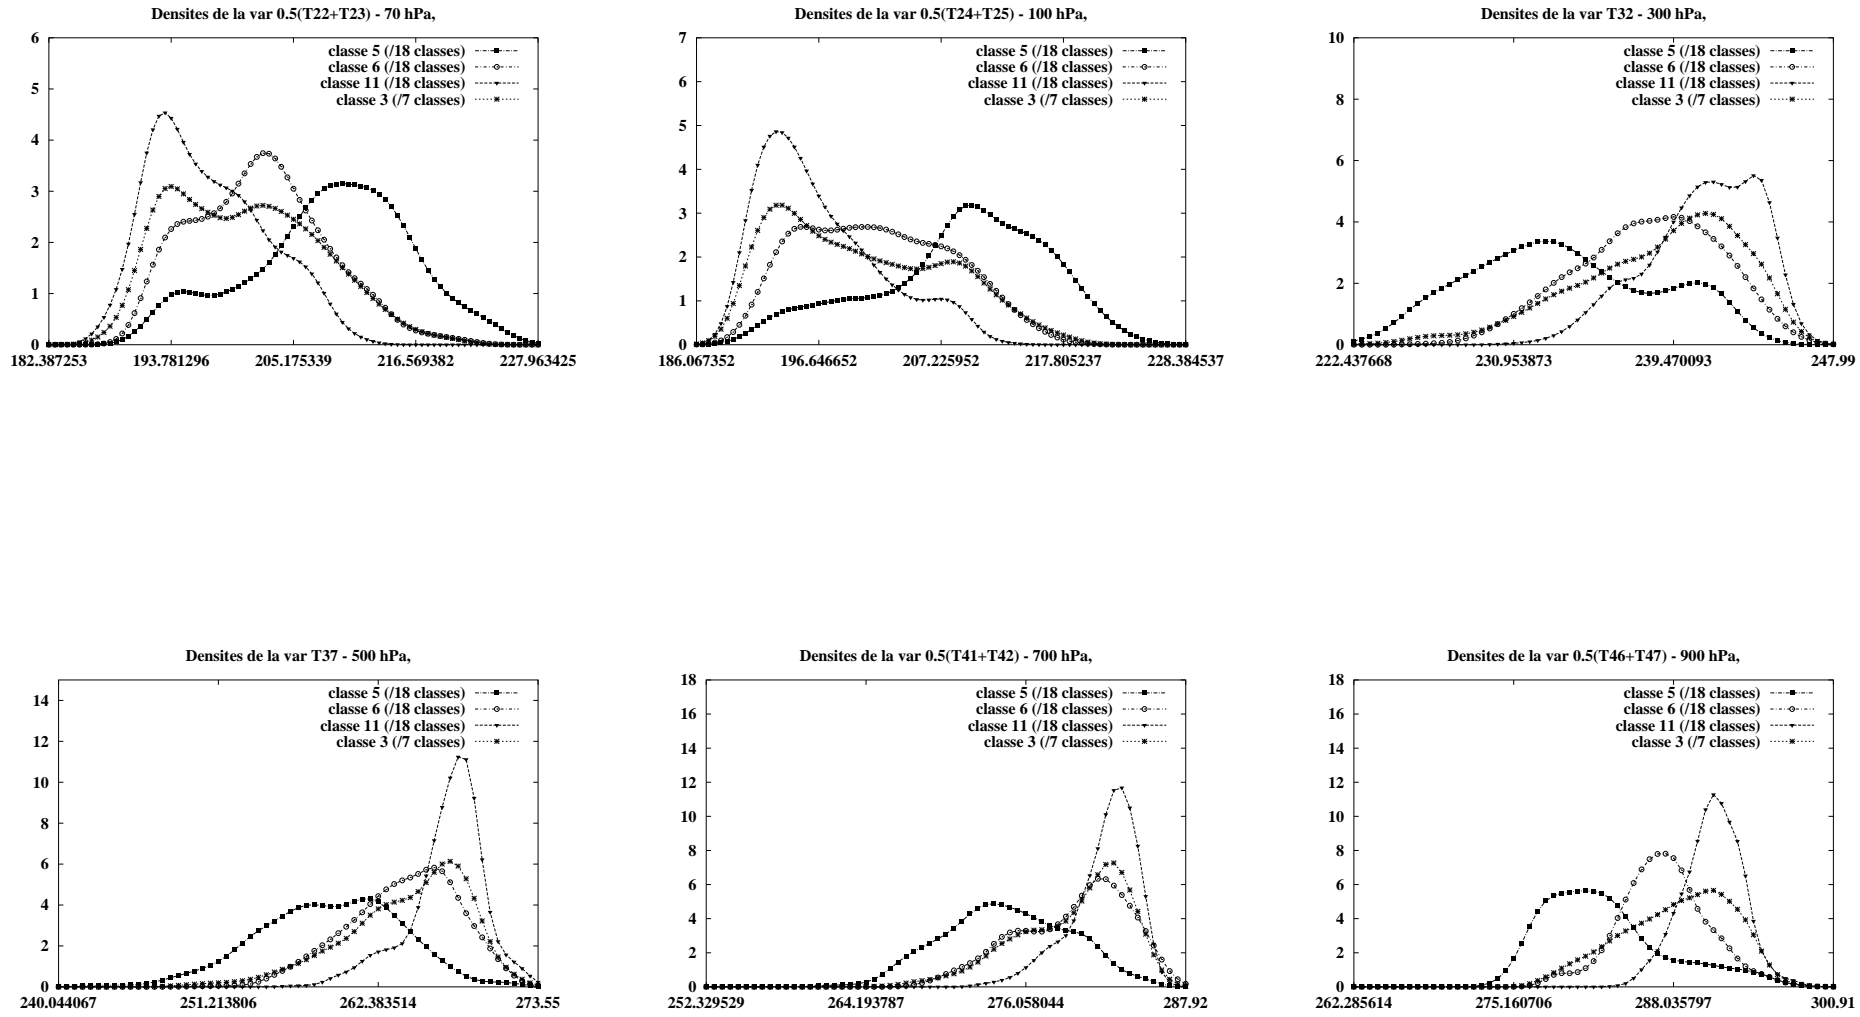 Densites de la var 0.5(T22+T23) - 70 hPa,
6
5
4
3
2
1
0
classe 5 (/18 classes)
classe 6 (/18 classes)
classe 11 (/18 classes)
classe 3 (/7 classes)
182.387253 193.781296 205.175339 216.569382 227.963425
Densites de la var 0.5(T24+T25) - 100 hPa,
7
6
5
4
3
2
1
0
classe 5 (/18 classes)
classe 6 (/18 classes)
classe 11 (/18 classes)
classe 3 (/7 classes)
186.067352 196.646652 207.225952 217.805237 228.384537
Densites de la var T32 - 300 hPa,
10
8
6
4
2
0
classe 5 (/18 classes)
classe 6 (/18 classes)
classe 11 (/18 classes)
classe 3 (/7 classes)
222.437668 230.953873 239.470093 247.99
Densites de la var T37 - 500 hPa,
14
12
10
8
6
4
2
0
classe 5 (/18 classes)
classe 6 (/18 classes)
classe 11 (/18 classes)
classe 3 (/7 classes)
240.044067 251.213806 262.383514 273.55
Densites de la var 0.5(T41+T42) - 700 hPa,
18
16
14
12
10
8
6
4
2
0
classe 5 (/18 classes)
classe 6 (/18 classes)
classe 11 (/18 classes)
classe 3 (/7 classes)
252.329529 264.193787 276.058044 287.92
Densites de la var 0.5(T46+T47) - 900 hPa,
18
16
14
12
10
8
6
4
2
0
classe 5 (/18 classes)
classe 6 (/18 classes)
classe 11 (/18 classes)
classe 3 (/7 classes)
262.285614 275.160706 288.035797 300.91